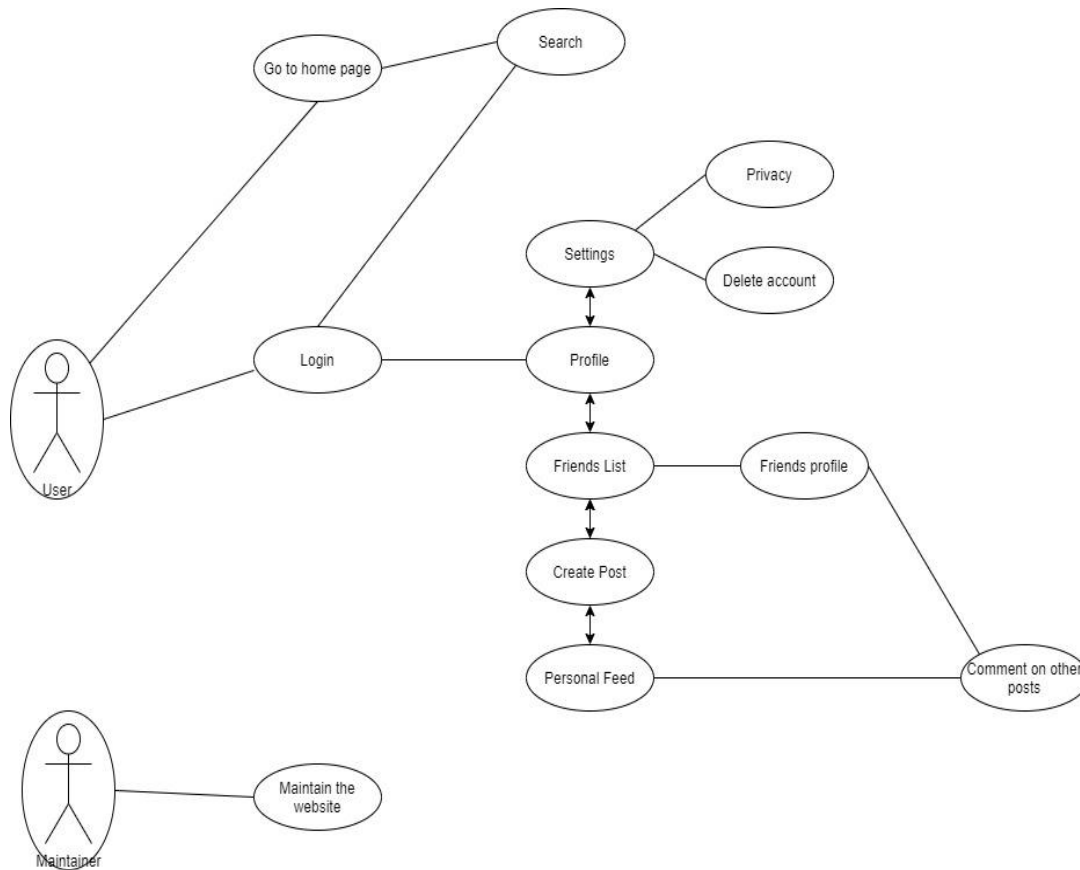 Search
Go to home page
Privacy
Settings
Delete account
Login
Profile
Friends List
Friends profile
User
Create Post
Personal Feed
Comment on other
posts
Maintain the
website
Maintainer